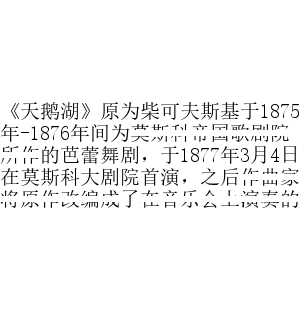 《天鹅湖》原为柴可夫斯基于1875
年-1876年间为莫斯科帝国歌剧院
所作的芭蕾舞剧，于1877年3月4日
在莫斯科大剧院首演，之后作曲家
将原作改编成了在音乐会上演奏的